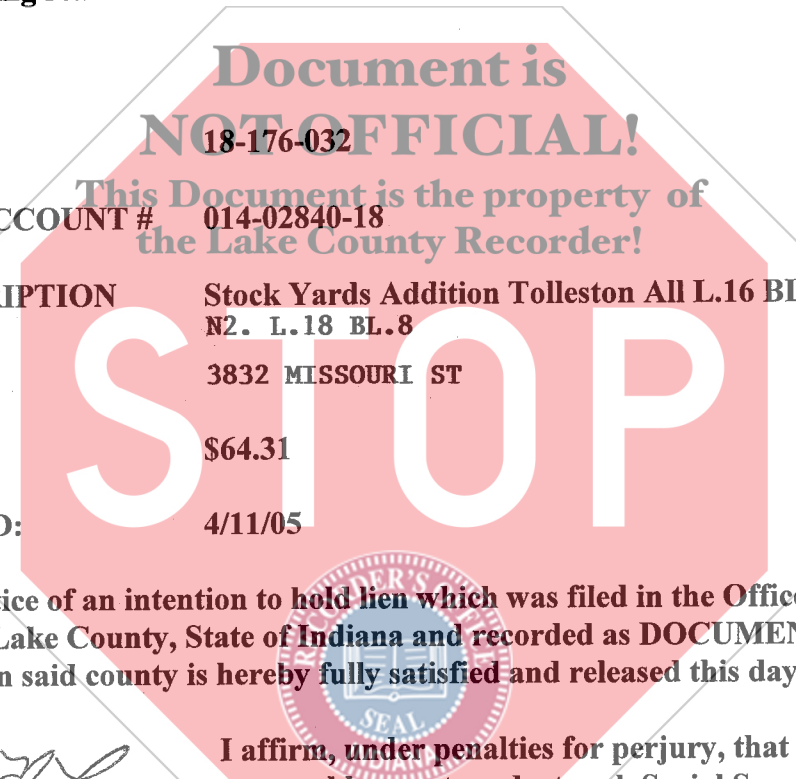 Document is
NOT OFFICIAL!
18-176-032
This Document is the property of
CCOUNT # 014-02840-18
the Lake County Recorder!
IPTION Stock Yards Addition Tolleston All L.16 BL
N2. L.18 BL.8
STOP
3832 MISSOURI ST
$64.31
D: 4/11/05
ice of an intention to hold lien which was filed in the Office
Lake County, State of Indiana and recorded as DOCUMEN
n said county is hereby fully satisfied and released this day
SEAL
I affirm, under penalties for perjury, that